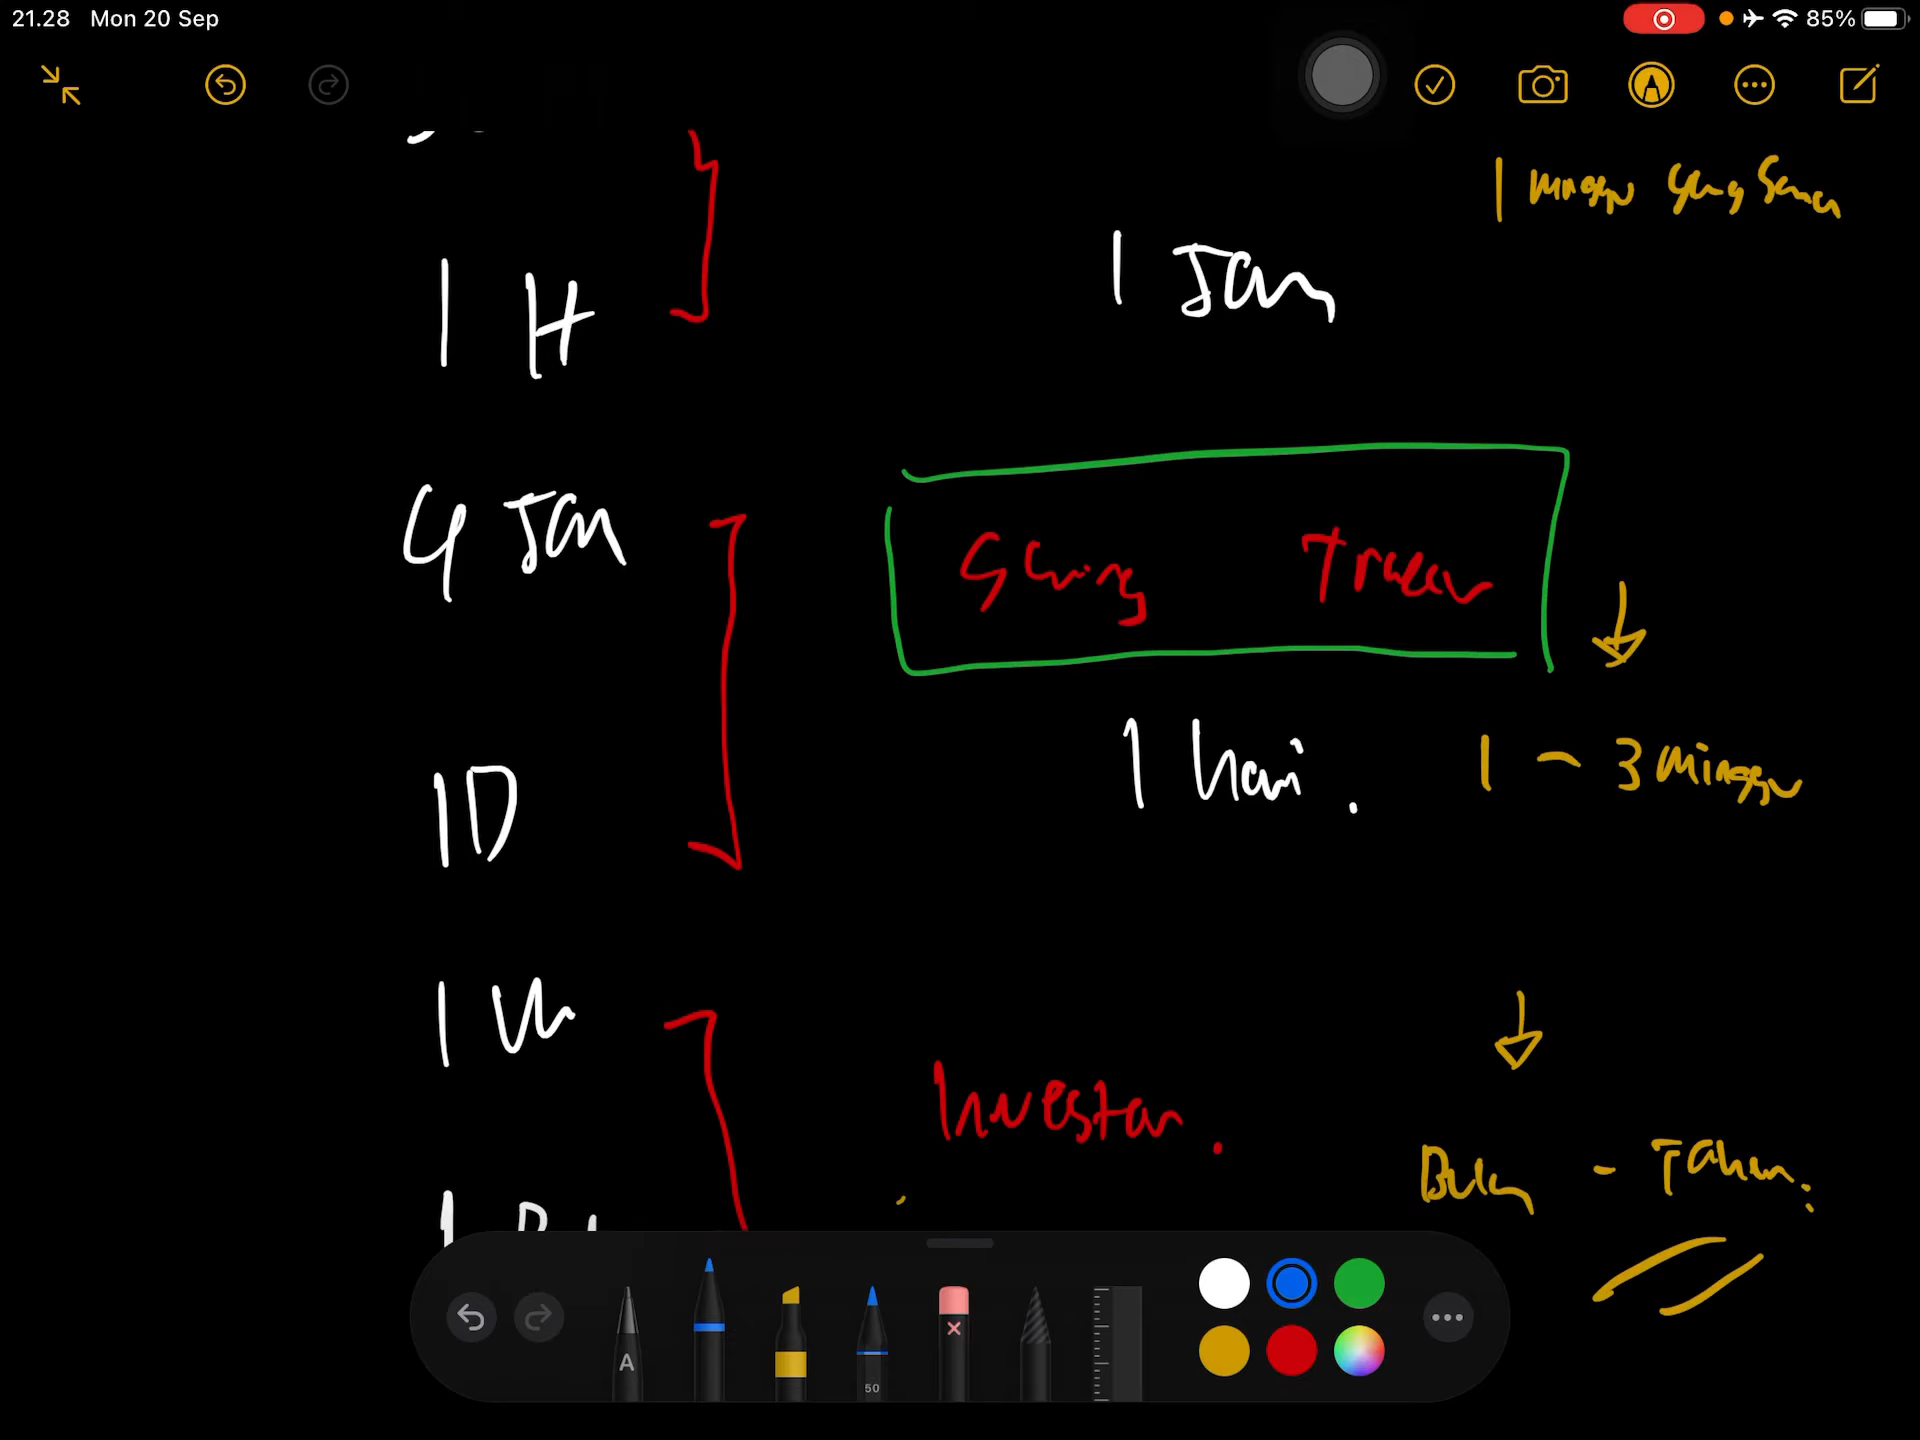 21.28 Mon 20 Sep 85%
1 minggu yang sama
1 H 1 Jam
4 Jam
Swing Trader
1D 1 hari. 1 - 3 minggu
1 W
Investor.
Bulan - Tahun.
A 50